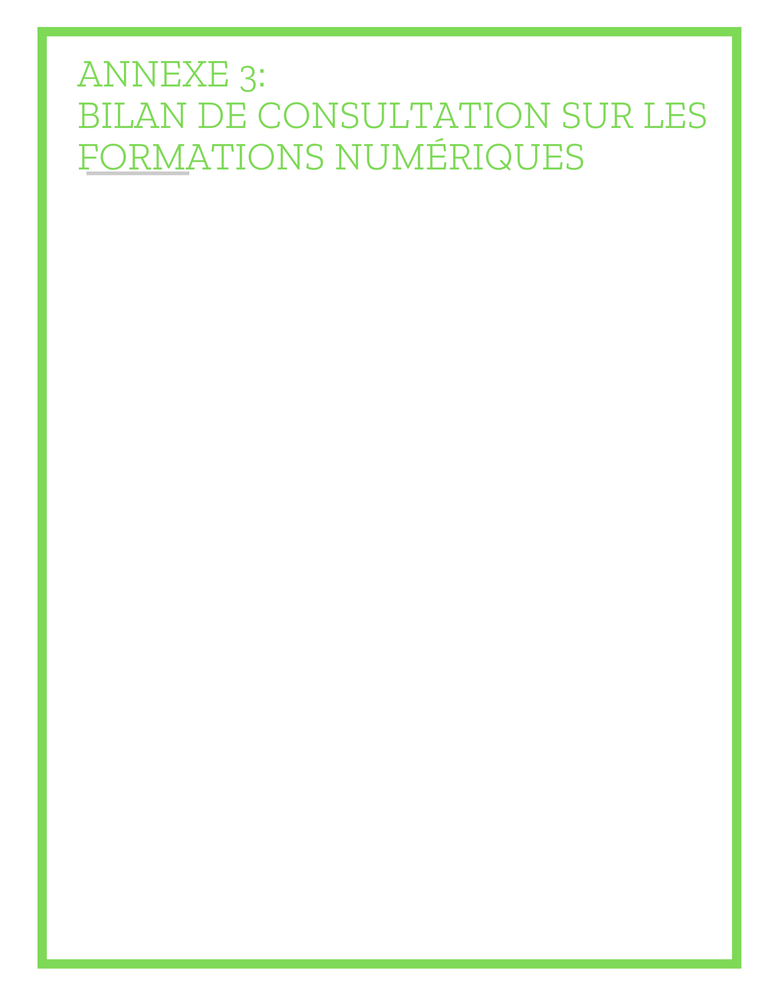 ANNEXE 3:
BILAN DE CONSULTATION SUR LES
FORMATIONS NUMÉRIQUES